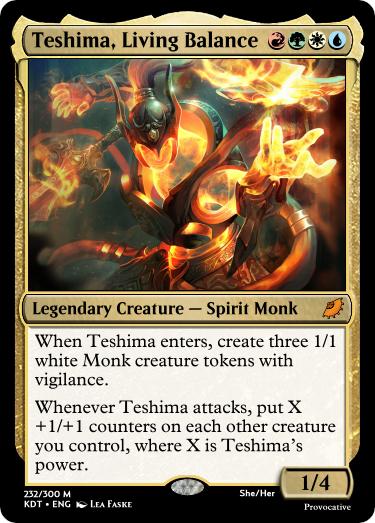 Teshima, Living Balance
Legendary Creature — Spirit Monk
When Teshima enters, create three 1/1
white Monk creature tokens with
vigilance.
Whenever Teshima attacks, put X
+1/+1 counters on each other creature
you control, where X is Teshima's
power.
1/4
232/300 M
She/Her
KDT • ENG Lea Faske
Provocative